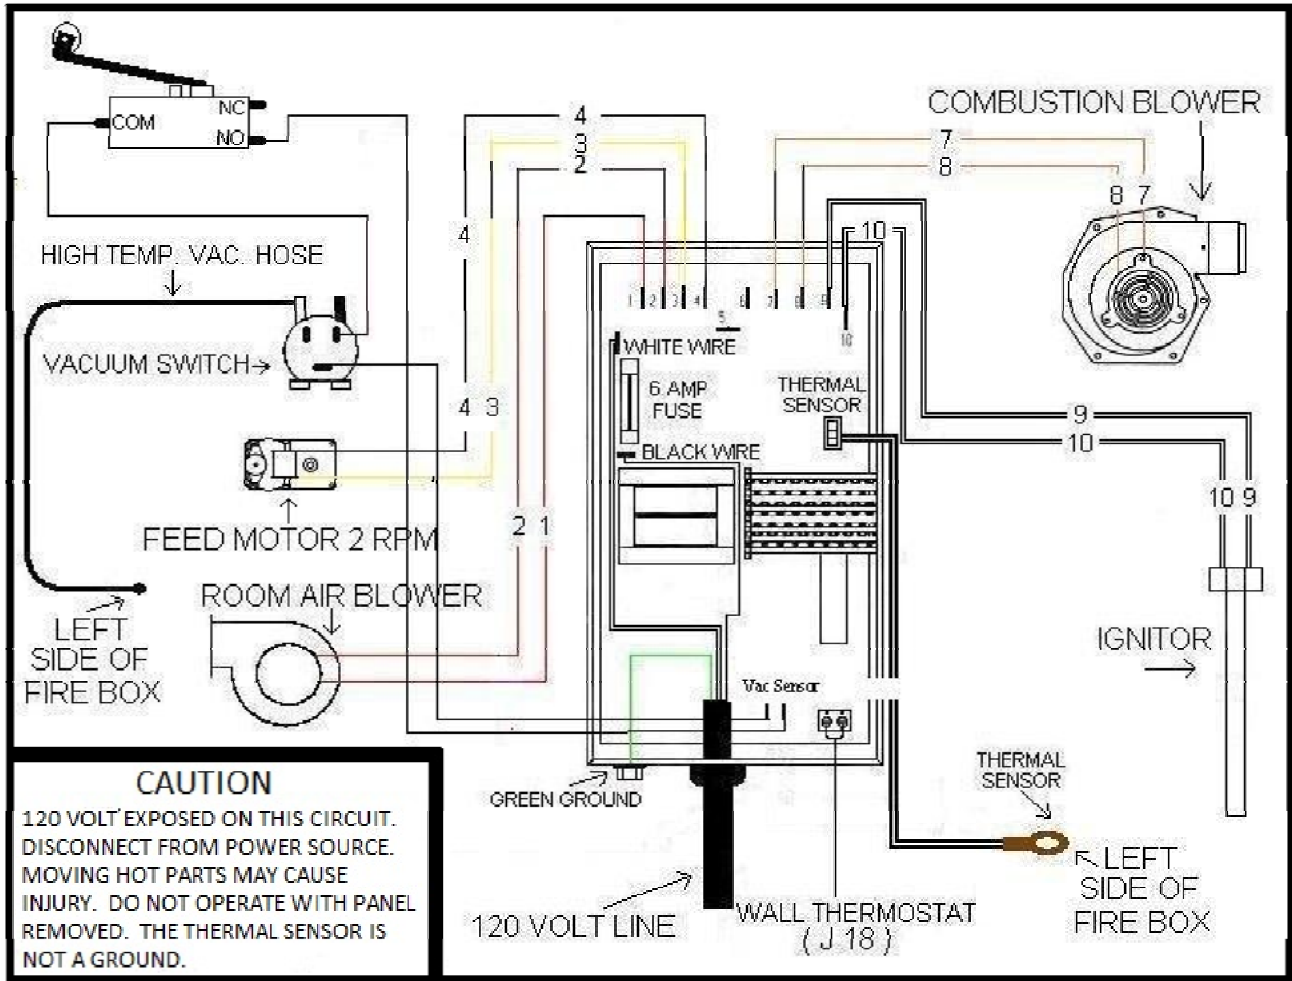 COM
NC
NO
HIGH TEMP. VAC. HOSE
VACUUM SWITCH
FEED MOTOR 2 RPM
ROOM AIR BLOWER
LEFT
SIDE OF
FIRE BOX
4
3
2
4
4 3
2 1
7
8
8 7
COMBUSTION BLOWER
10
1 2 3 4 6 7 8 9
5
10
WHITE WIRE
6 AMP
FUSE
BLACK WIRE
THERMAL
SENSOR
9
10
10 9
IGNITOR
Vac Sensor
GREEN GROUND
120 VOLT LINE
WALL THERMOSTAT
( J 18 )
THERMAL
SENSOR
LEFT
SIDE OF
FIRE BOX
CAUTION
120 VOLT EXPOSED ON THIS CIRCUIT.
DISCONNECT FROM POWER SOURCE.
MOVING HOT PARTS MAY CAUSE
INJURY. DO NOT OPERATE WITH PANEL
REMOVED. THE THERMAL SENSOR IS
NOT A GROUND.